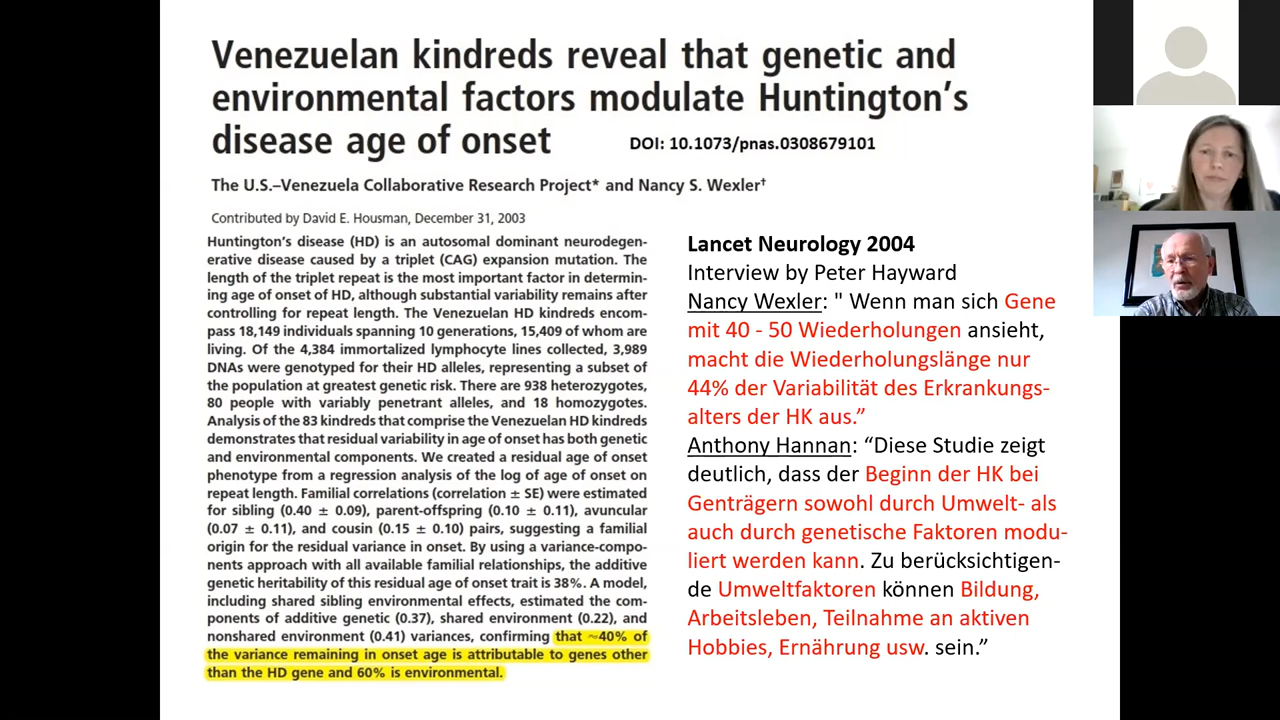 Venezuelan kindreds reveal that genetic and
environmental factors modulate Huntington's
disease age of onset
DOI: 10.1073/pnas.0308679101
The U.S.–Venezuela Collaborative Research Project* and Nancy S. Wexler†
Contributed by David E. Housman, December 31, 2003
Huntington's disease (HD) is an autosomal dominant neurodegen-
erative disease caused by a triplet (CAG) expansion mutation. The
length of the triplet repeat is the most important factor in determin-
ing age of onset of HD, although substantial variability remains after
controlling for repeat length. The Venezuelan HD kindreds encom-
pass 18,149 individuals spanning 10 generations, 15,409 of whom are
living. Of the 4,384 immortalized lymphocyte lines collected, 3,989
DNAs were genotyped for their HD alleles, representing a subset of
the population at greatest genetic risk. There are 938 heterozygotes,
80 people with variably penetrant alleles, and 18 homozygotes.
Analysis of the 83 kindreds that comprise the Venezuelan HD kindreds
demonstrates that residual variability in age of onset has both genetic
and environmental components. We created a residual age of onset
phenotype from a regression analysis of the log of age of onset on
repeat length. Familial correlations (correlation ± SE) were estimated
for sibling (0.40 ± 0.09), parent-offspring (0.10 ± 0.11), avuncular
(0.07 ± 0.11), and cousin (0.15 ± 0.10) pairs, suggesting a familial
origin for the residual variance in onset. By using a variance-compo-
nents approach with all available familial relationships, the additive
genetic heritability of this residual age of onset trait is 38%. A model,
including shared sibling environmental effects, estimated the com-
ponents of additive genetic (0.37), shared environment (0.22), and
nonshared environment (0.41) variances, confirming that ≈40% of
the variance remaining in onset age is attributable to genes other
than the HD gene and 60% is environmental.
Lancet Neurology 2004
Interview by Peter Hayward
Nancy Wexler: " Wenn man sich Gene
mit 40 - 50 Wiederholungen ansieht,
macht die Wiederholungslänge nur
44% der Variabilität des Erkrankungs-
alters der HK aus.”
Anthony Hannan: “Diese Studie zeigt
deutlich, dass der Beginn der HK bei
Genträgern sowohl durch Umwelt- als
auch durch genetische Faktoren modu-
liert werden kann. Zu berücksichtigen-
de Umweltfaktoren können Bildung,
Arbeitsleben, Teilnahme an aktiven
Hobbies, Ernährung usw. sein.”